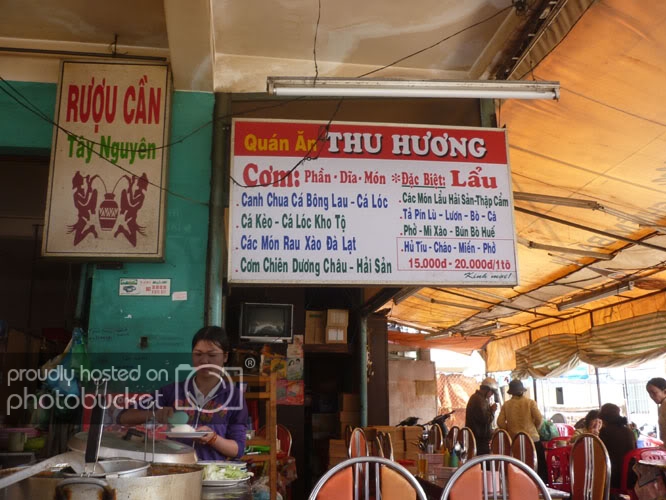 RƯỢU CẦN
Tây Nguyên
Quán Ăn THU HƯƠNG
Cơm: Phần - Dĩa - Món * Đặc Biệt: Lẩu
- Canh Chua Cá Bông Lau - Cá Lóc
- Cá Kèo - Cá Lóc Kho Tộ
- Các Món Rau Xào Đà Lạt
- Cơm Chiên Dương Châu - Hải Sản
- Các Món Lẩu Hải Sản - Thập Cẩm
- Tả Pín Lù - Lươn - Bò - Cá
- Phở - Mì Xào - Bún Bò Huế
- Hủ Tíu - Cháo - Miến - Phở
15.000đ - 20.000đ/1tô
Kính mời!
proudly hosted on
photobucket